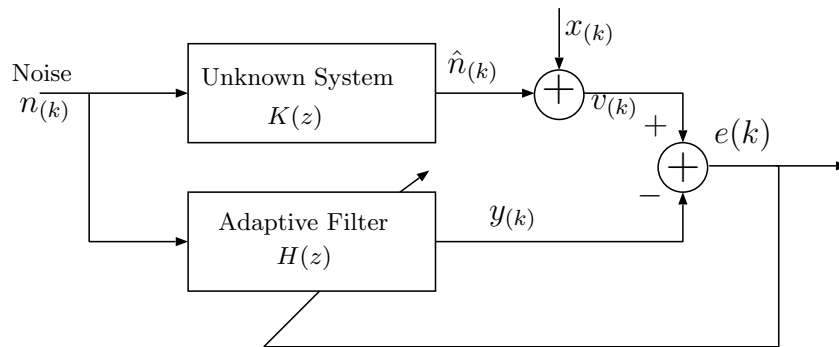 x(k)
Noise
n(k)
Unknown System
K(z)
n̂(k)
+
v(k)
+
e(k)
+
−
Adaptive Filter
H(z)
y(k)